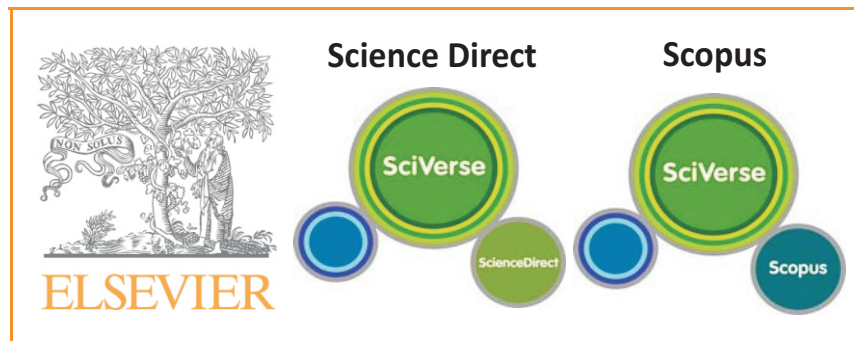 Science Direct
Scopus
NON SOLUS
SciVerse
SciVerse
ScienceDirect
Scopus
ELSEVIER